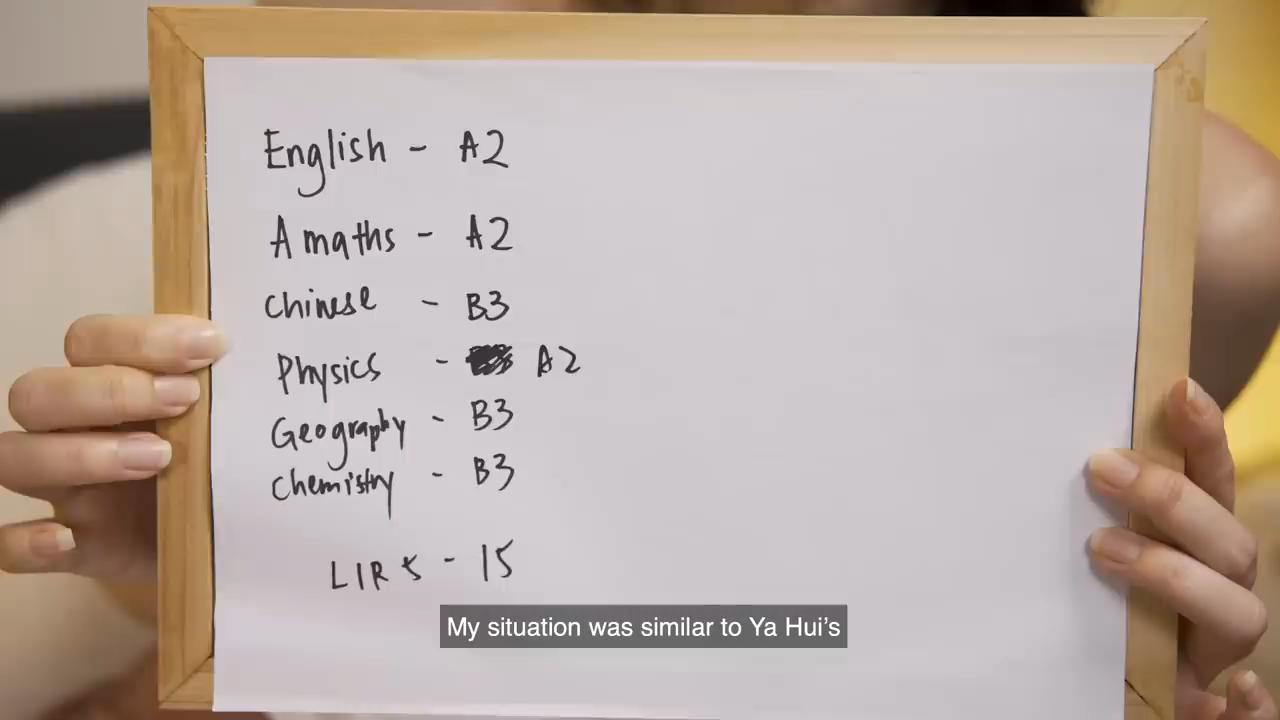 English - A2
A maths - A2
Chinese - B3
Physics - A2
Geography - B3
Chemistry - B3
L1R5 - 15
My situation was similar to Ya Hui's